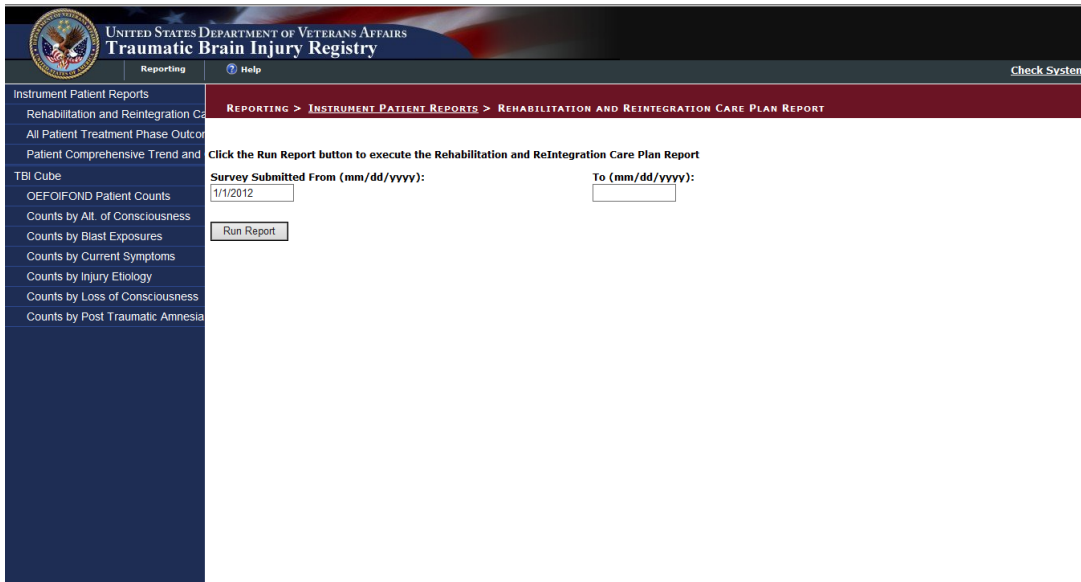 UNITED STATES DEPARTMENT OF VETERANS AFFAIRS
Traumatic Brain Injury Registry
Reporting ? Help Check System
Instrument Patient Reports
Rehabilitation and Reintegration Ca
All Patient Treatment Phase Outcor
Patient Comprehensive Trend and
TBI Cube
OEFOIFOND Patient Counts
Counts by Alt. of Consciousness
Counts by Blast Exposures
Counts by Current Symptoms
Counts by Injury Etiology
Counts by Loss of Consciousness
Counts by Post Traumatic Amnesia
REPORTING > INSTRUMENT PATIENT REPORTS > REHABILITATION AND REINTEGRATION CARE PLAN REPORT
Click the Run Report button to execute the Rehabilitation and ReIntegration Care Plan Report
Survey Submitted From (mm/dd/yyyy): To (mm/dd/yyyy):
1/1/2012
Run Report